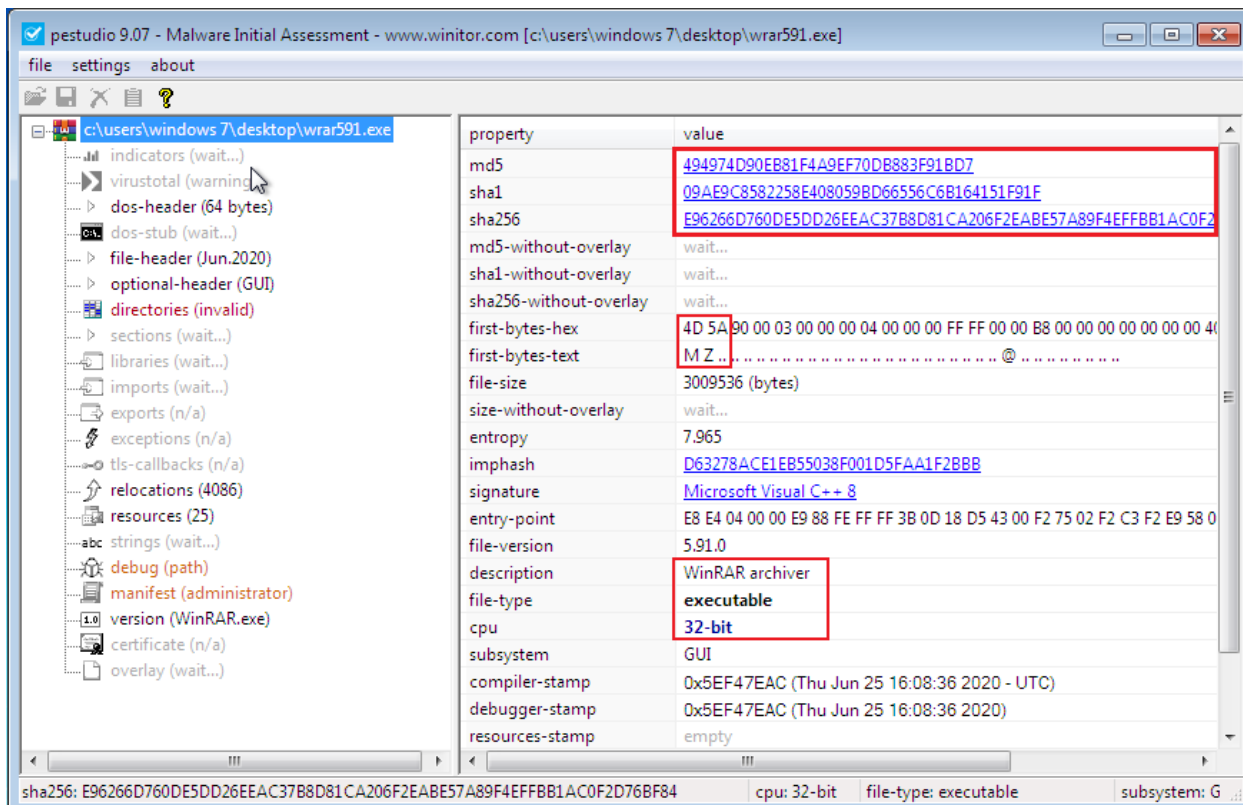 pestudio 9.07 - Malware Initial Assessment - www.winitor.com [c:\users\windows 7\desktop\wrar591.exe]
file settings about
c:\users\windows 7\desktop\wrar591.exe
indicators (wait...)
virustotal (warning
dos-header (64 bytes)
dos-stub (wait...)
file-header (Jun.2020)
optional-header (GUI)
directories (invalid)
sections (wait...)
libraries (wait...)
imports (wait...)
exports (n/a)
exceptions (n/a)
tls-callbacks (n/a)
relocations (4086)
resources (25)
abc strings (wait...)
debug (path)
manifest (administrator)
1.0 version (WinRAR.exe)
certificate (n/a)
overlay (wait...)
property value
md5 494974D90EB81F4A9EF70DB883F91BD7
sha1 09AE9C8582258E408059BD66556C6B164151F91F
sha256 E96266D760DE5DD26EEAC37B8D81CA206F2EABE57A89F4EFFBB1AC0F2
md5-without-overlay wait...
sha1-without-overlay wait...
sha256-without-overlay wait...
first-bytes-hex 4D 5A 90 00 03 00 00 00 04 00 00 00 FF FF 00 00 B8 00 00 00 00 00 00 00 40
first-bytes-text M Z .. .. .. .. .. .. .. .. .. .. .. .. .. .. .. .. .. .. .. .. .. .. @ .. .. .. .. .. .. ..
file-size 3009536 (bytes)
size-without-overlay wait...
entropy 7.965
imphash D63278ACE1EB55038F001D5FAA1F2BBB
signature Microsoft Visual C++ 8
entry-point E8 E4 04 00 00 E9 88 FE FF FF 3B 0D 18 D5 43 00 F2 75 02 F2 C3 F2 E9 58 0
file-version 5.91.0
description WinRAR archiver
file-type executable
cpu 32-bit
subsystem GUI
compiler-stamp 0x5EF47EAC (Thu Jun 25 16:08:36 2020 - UTC)
debugger-stamp 0x5EF47EAC (Thu Jun 25 16:08:36 2020)
resources-stamp empty
sha256: E96266D760DE5DD26EEAC37B8D81CA206F2EABE57A89F4EFFBB1AC0F2D76BF84 cpu: 32-bit file-type: executable subsystem: G